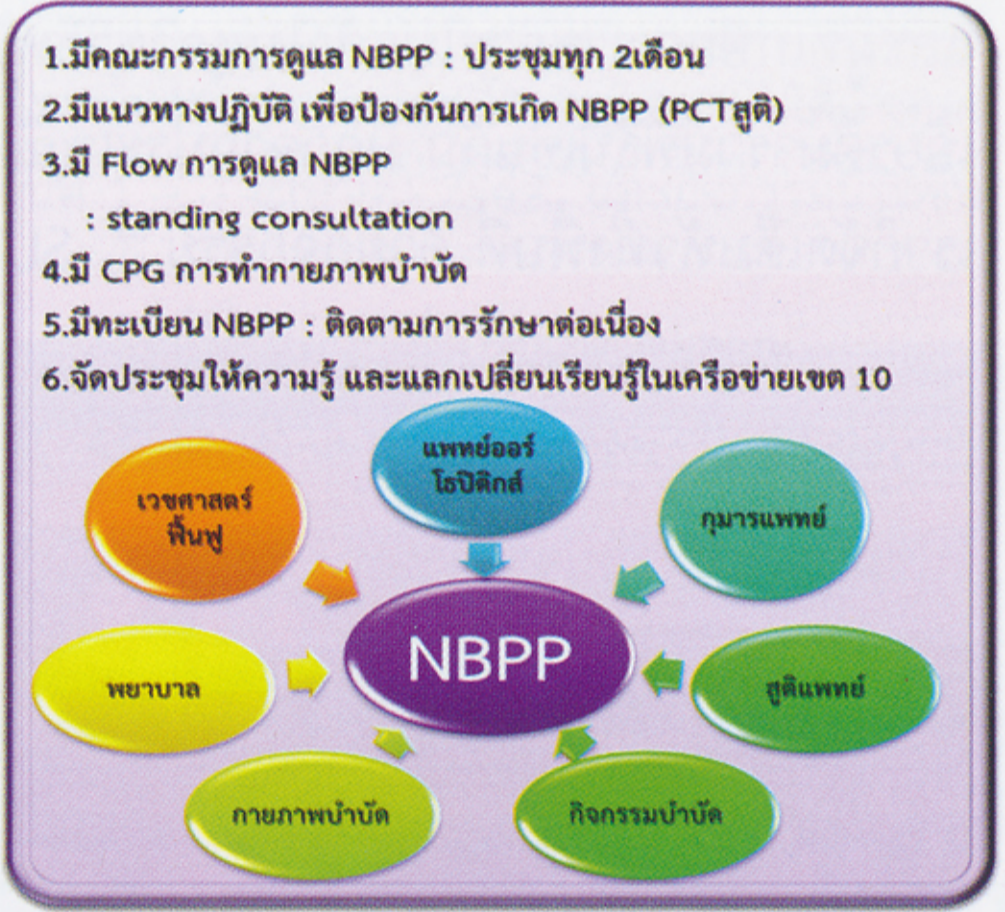 1.มีคณะกรรมการดูแล NBPP : ประชุมทุก 2เดือน
2.มีแนวทางปฏิบัติ เพื่อป้องกันการเกิด NBPP (PCTสูติ)
3.มี Flow การดูแล NBPP
: standing consultation
4.มี CPG การทำกายภาพบำบัด
5.มีทะเบียน NBPP : ติดตามการรักษาต่อเนื่อง
6.จัดประชุมให้ความรู้ และแลกเปลี่ยนเรียนรู้ในเครือข่ายเขต 10
แพทย์ออร์
โธปิดิกส์
เวชศาสตร์
ฟื้นฟู
กุมารแพทย์
NBPP
พยาบาล
สูติแพทย์
กายภาพบำบัด
กิจกรรมบำบัด